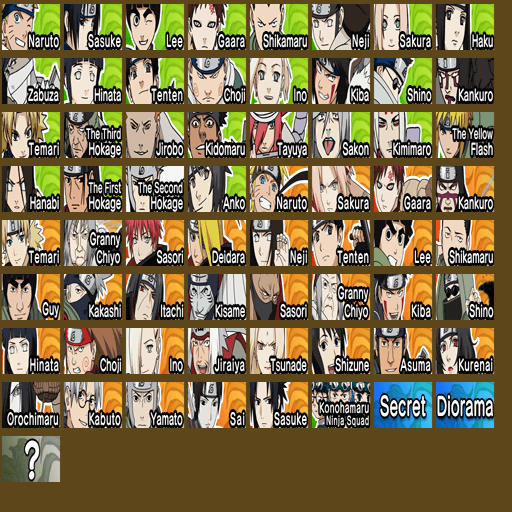 Naruto
Sasuke
Lee
Gaara
Shikamaru
Neji
Sakura
Haku
Zabuza
Hinata
Tenten
Choji
Ino
Kiba
Shino
Kankuro
Temari
The Third
Hokage
Jirobo
Kidomaru
Tayuya
Sakon
Kimimaro
The Yellow
Flash
Hanabi
The First
Hokage
The Second
Hokage
Anko
Naruto
Sakura
Gaara
Kankuro
Temari
Granny
Chiyo
Sasori
Deidara
Neji
Tenten
Lee
Shikamaru
Guy
Kakashi
Itachi
Kisame
Sasori
Granny
Chiyo
Kiba
Shino
Hinata
Choji
Ino
Jiraiya
Tsunade
Shizune
Asuma
Kurenai
Orochimaru
Kabuto
Yamato
Sai
Sasuke
Konohamaru
Ninja Squad
Secret
Diorama
?